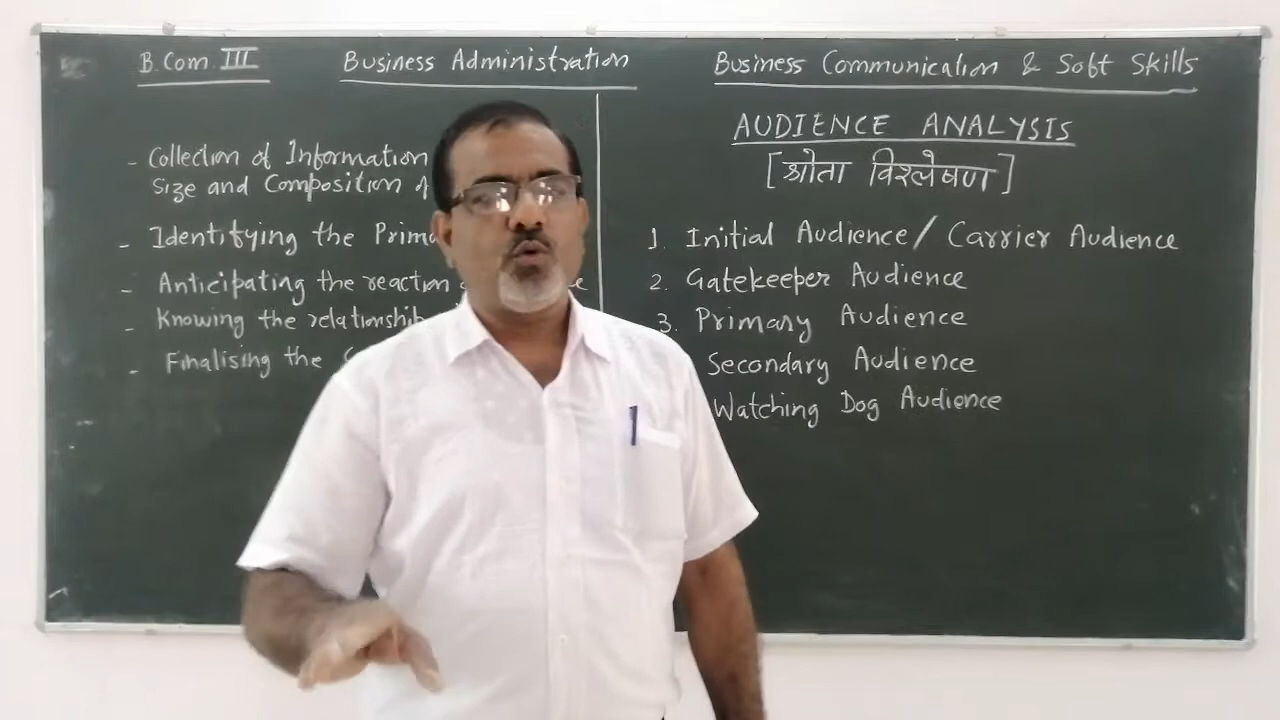 B.Com. III
Business Administration
Business Communication & Soft Skills
- Collection of Information
Size and Composition of
- Identifying the
- Anticipating the reaction
- Knowing the relationship
- Finalising the
AUDIENCE ANALYSIS
[श्रोता विश्लेषण]
1. Initial Audience / Carrier Audience
2. Gatekeeper Audience
3. Primary Audience
Secondary Audience
Watching Dog Audience